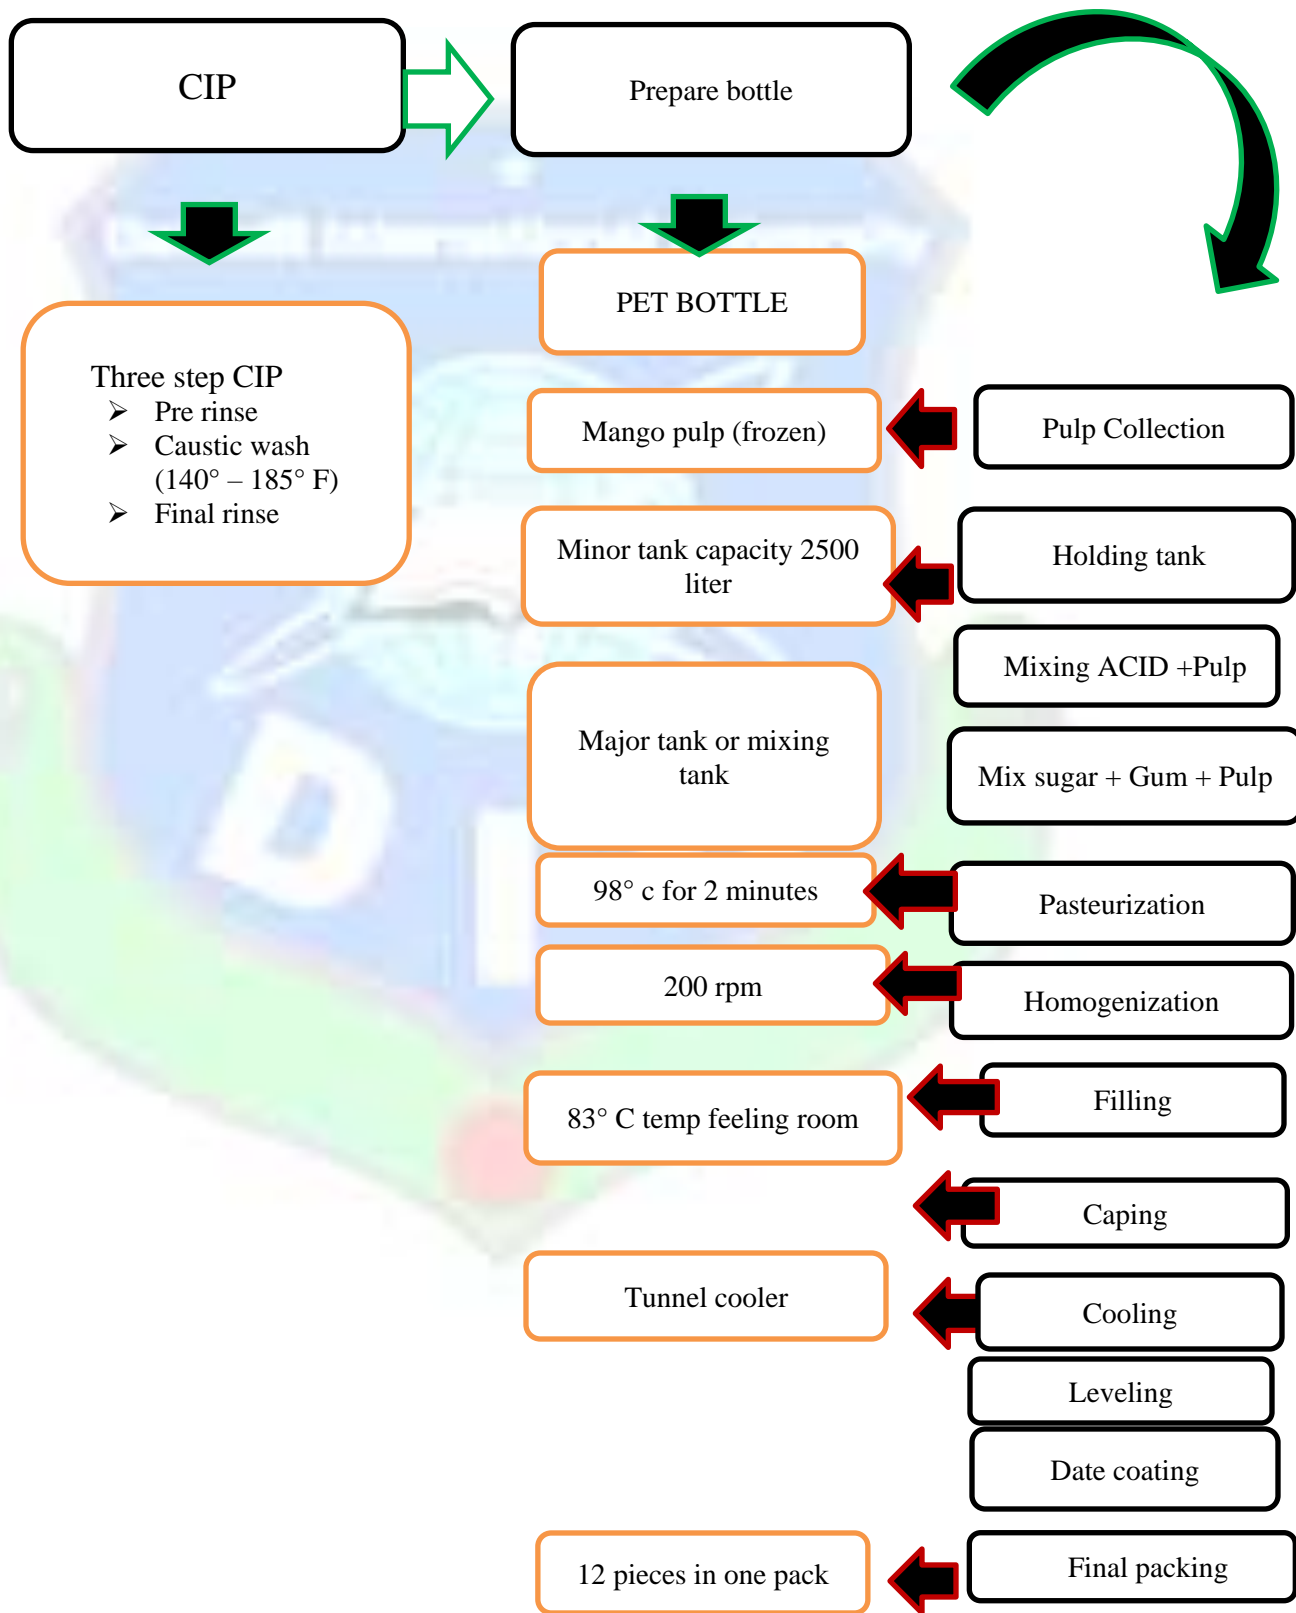 CIP
Prepare bottle
PET BOTTLE
Three step CIP
➢ Pre rinse
➢ Caustic wash
(140° – 185° F)
➢ Final rinse
Mango pulp (frozen)
Pulp Collection
Minor tank capacity 2500
liter
Holding tank
Mixing ACID +Pulp
Major tank or mixing
tank
Mix sugar + Gum + Pulp
98° c for 2 minutes
Pasteurization
200 rpm
Homogenization
83° C temp feeling room
Filling
Caping
Tunnel cooler
Cooling
Leveling
Date coating
12 pieces in one pack
Final packing